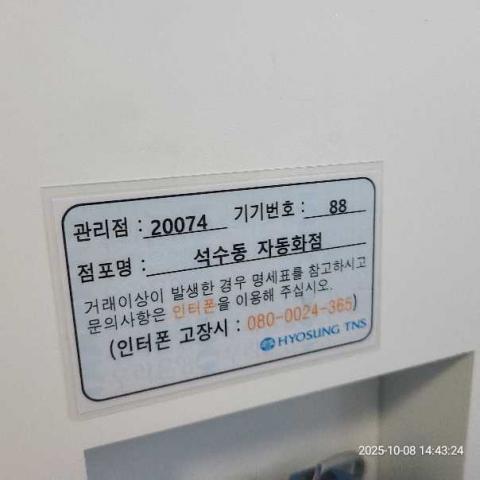 관리점 : 20074 기기번호 : 88
점포명 : 석수동 자동화점
거래이상이 발생한 경우 명세표를 참고하시고
문의사항은 인터폰을 이용해 주십시오.
(인터폰 고장시 : 080-0024-365)
HYOSUNG TNS
2025-10-08 14:43:24